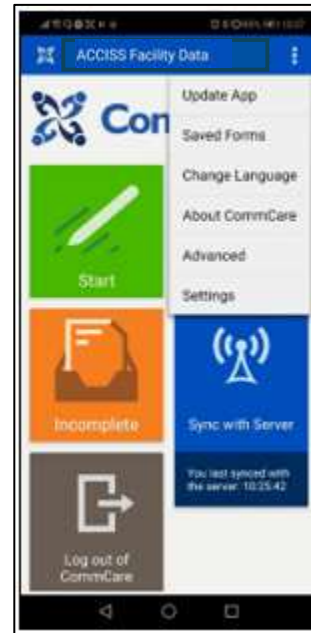 ACCISS Facility Data
Com
Update App
Saved Forms
Change Language
About CommCare
Advanced
Settings
Start
Incomplete
Sync with Server
You last synced with
the server: 10:25:42
Log out of
CommCare